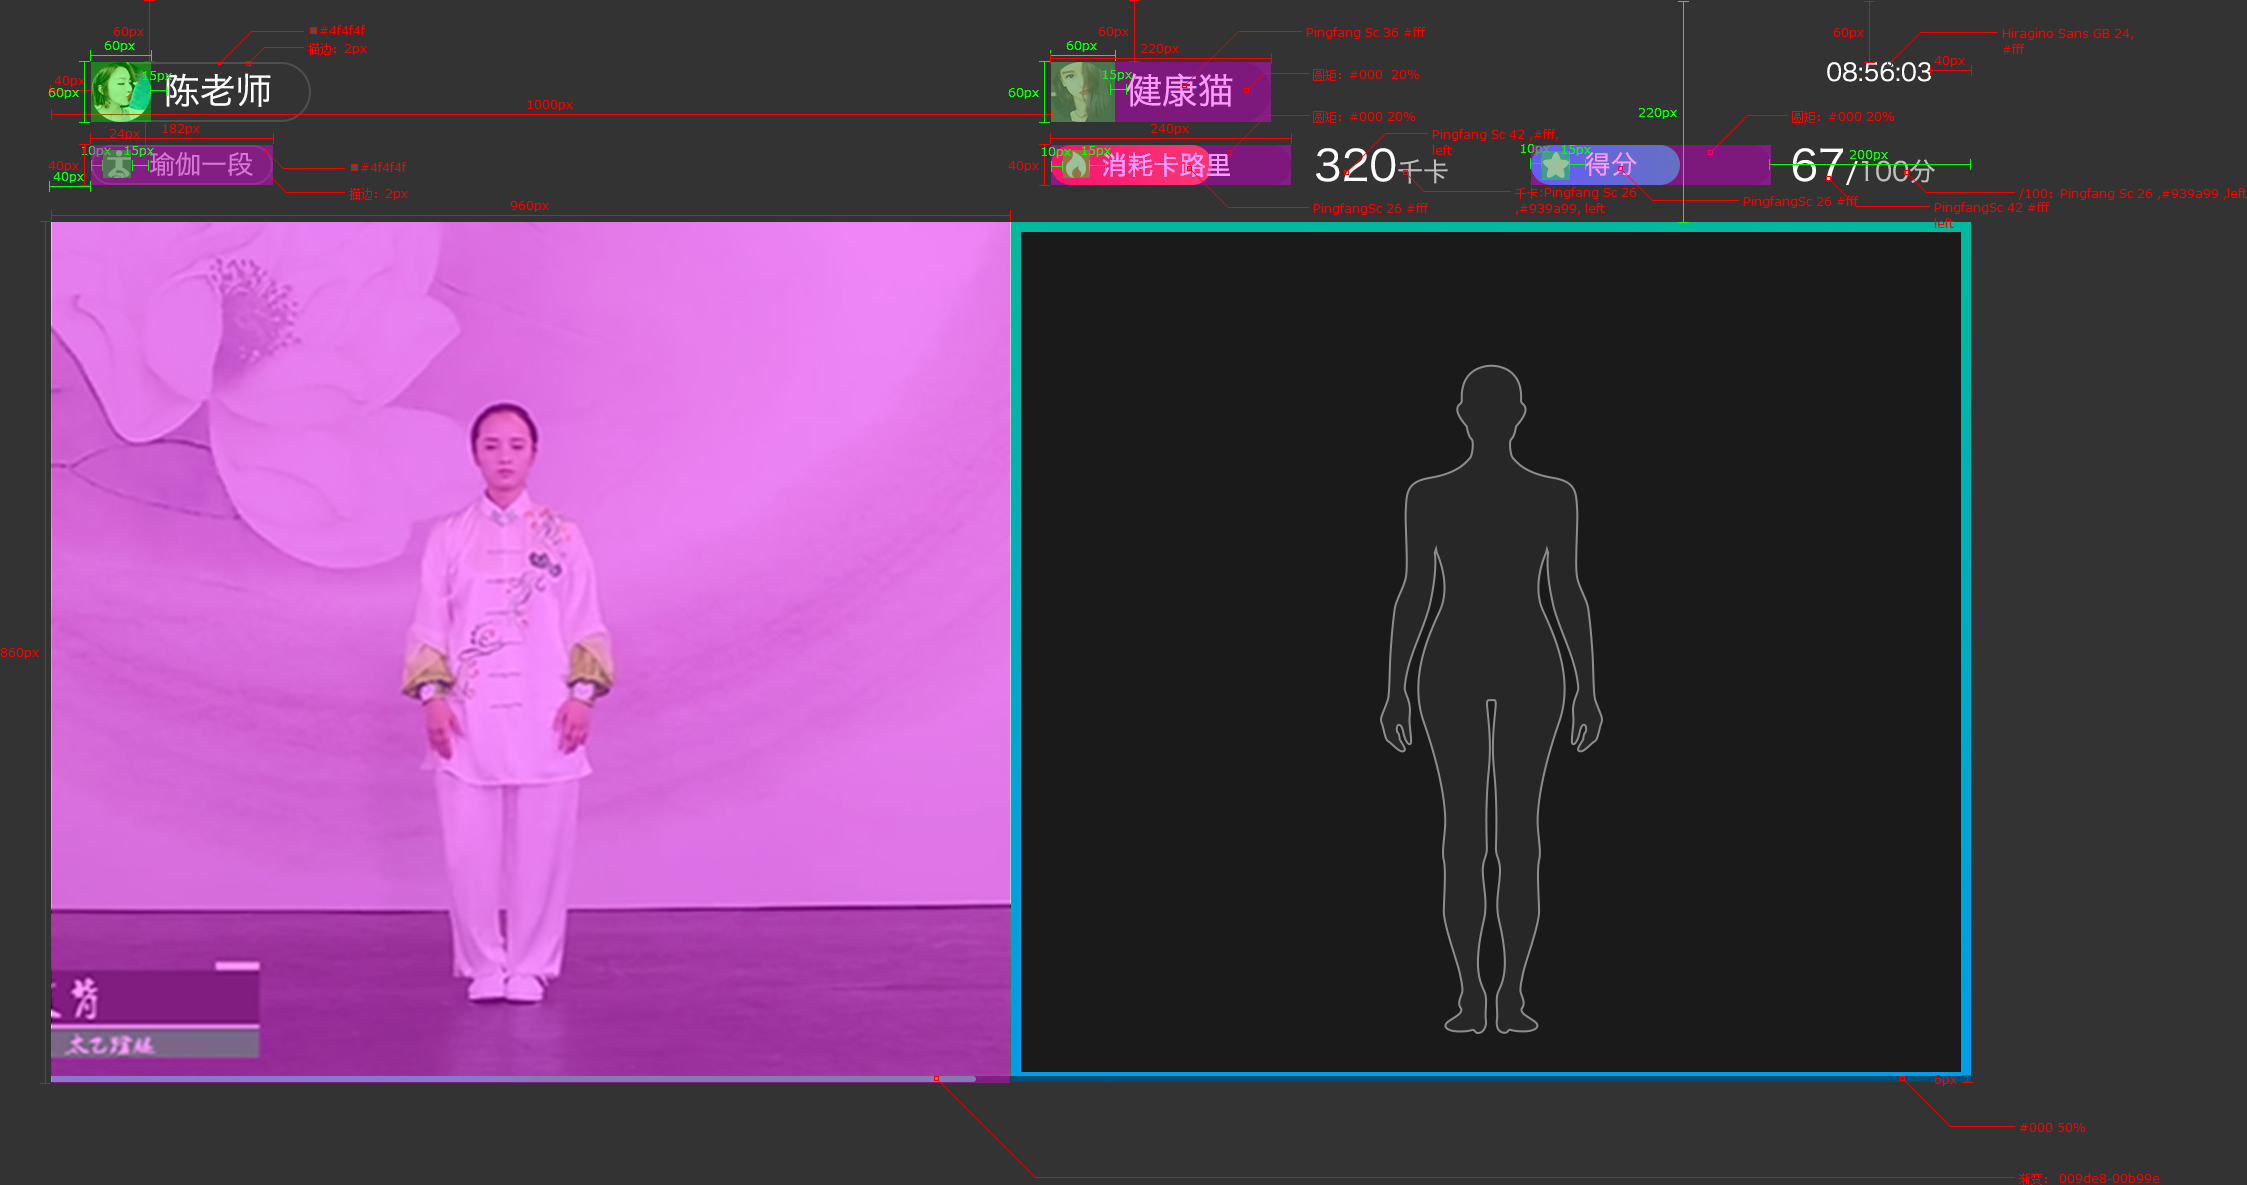 60px
■#4f4f4f
描边：2px
60px
40px
60px
15px
陈老师
1000px
24px
182px
10px
15px
40px
瑜伽一段
■#4f4f4f
40px
描边：2px
960px
60px
Pingfang Sc 36 #fff
60px
220px
15px
圆矩：#000 20%
60px
健康猫
圆矩：#000 20%
240px
Pingfang Sc 42 ,#fff,
left
10px
15px
40px
消耗卡路里
320千卡
千卡:Pingfang Sc 26
,#939a99, left
PingfangSc 26 #fff
60px
Hiragino Sans GB 24,
#fff
40px
08:56:03
220px
圆矩：#000 20%
10px
15px
得分
67/100分
200px
PingfangSc 26 #fff
/100：Pingfang Sc 26 ,#939a99 ,left
PingfangSc 42 #fff
left
860px
太乙
6px
#000 50%
渐变：009de8-00b99e